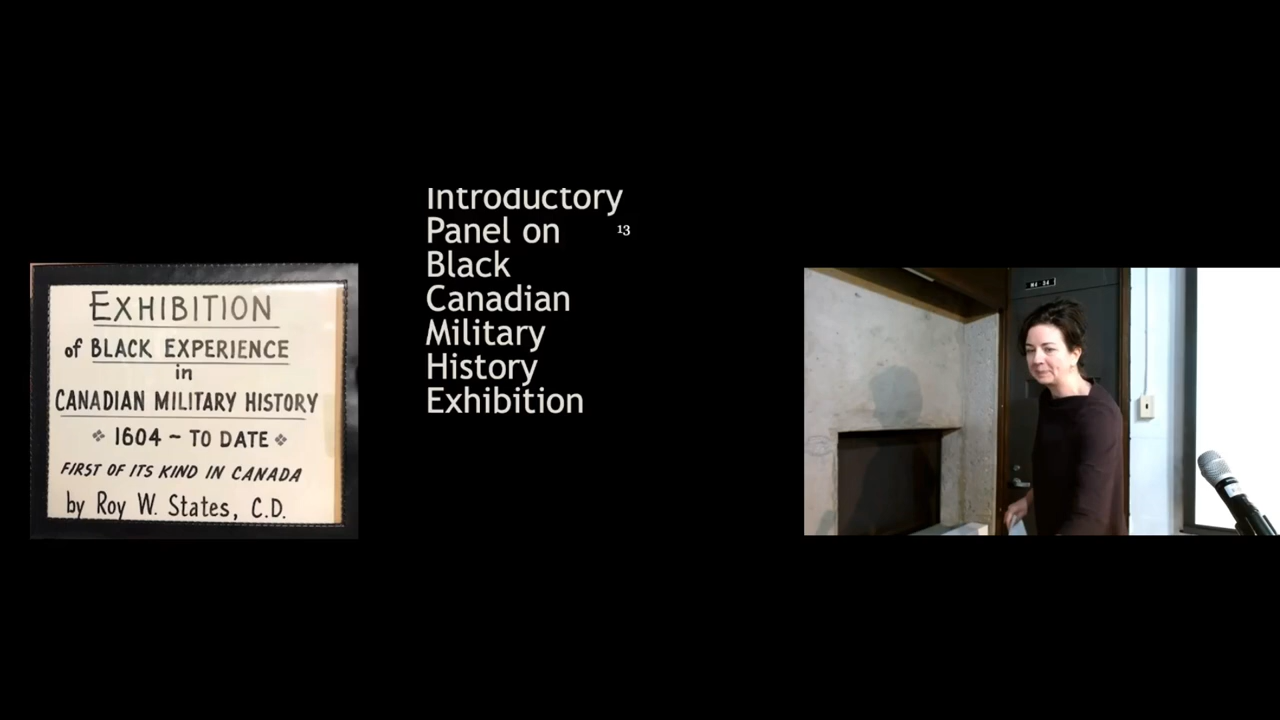 EXHIBITION
of BLACK EXPERIENCE
in
CANADIAN MILITARY HISTORY
❖ 1604 ~ TO DATE ❖
FIRST OF ITS KIND IN CANADA
by Roy W. States, C.D.
Introductory
Panel on
Black
Canadian
Military
History
Exhibition
13